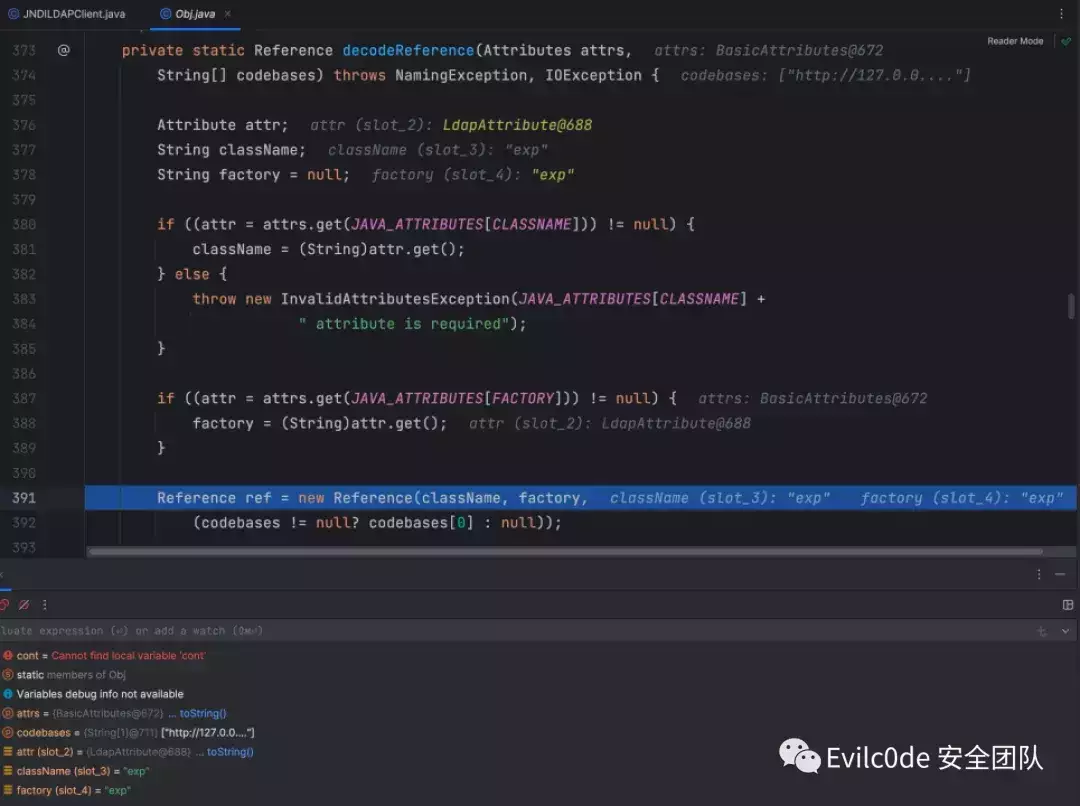 JNDILDAPClient.java Obj.java ×
Reader Mode
373 @ private static Reference decodeReference(Attributes attrs, attrs: BasicAttributes@672
374 String[] codebases) throws NamingException, IOException { codebases: ["http://127.0.0...."]
375
376 Attribute attr; attr (slot_2): LdapAttribute@688
377 String className; className (slot_3): "exp"
378 String factory = null; factory (slot_4): "exp"
379
380 if ((attr = attrs.get(JAVA_ATTRIBUTES[CLASSNAME])) != null) {
381 className = (String)attr.get();
382 } else {
383 throw new InvalidAttributesException(JAVA_ATTRIBUTES[CLASSNAME] +
384 " attribute is required");
385 }
386
387 if ((attr = attrs.get(JAVA_ATTRIBUTES[FACTORY])) != null) { attrs: BasicAttributes@672
388 factory = (String)attr.get(); attr (slot_2): LdapAttribute@688
389 }
390
391 Reference ref = new Reference(className, factory, className (slot_3): "exp" factory (slot_4): "exp"
392 (codebases != null? codebases[0] : null));
393
luate expression (⏎) or add a watch (⇧⌘⏎)
cont = Cannot find local variable 'cont'
static members of Obj
Variables debug info not available
attrs = {BasicAttributes@672} ... toString()
codebases = {String[1]@711} ["http://127.0.0...."]
attr (slot_2) = {LdapAttribute@688} ... toString()
className (slot_3) = "exp"
factory (slot_4) = "exp"
Evilc0de 安全团队